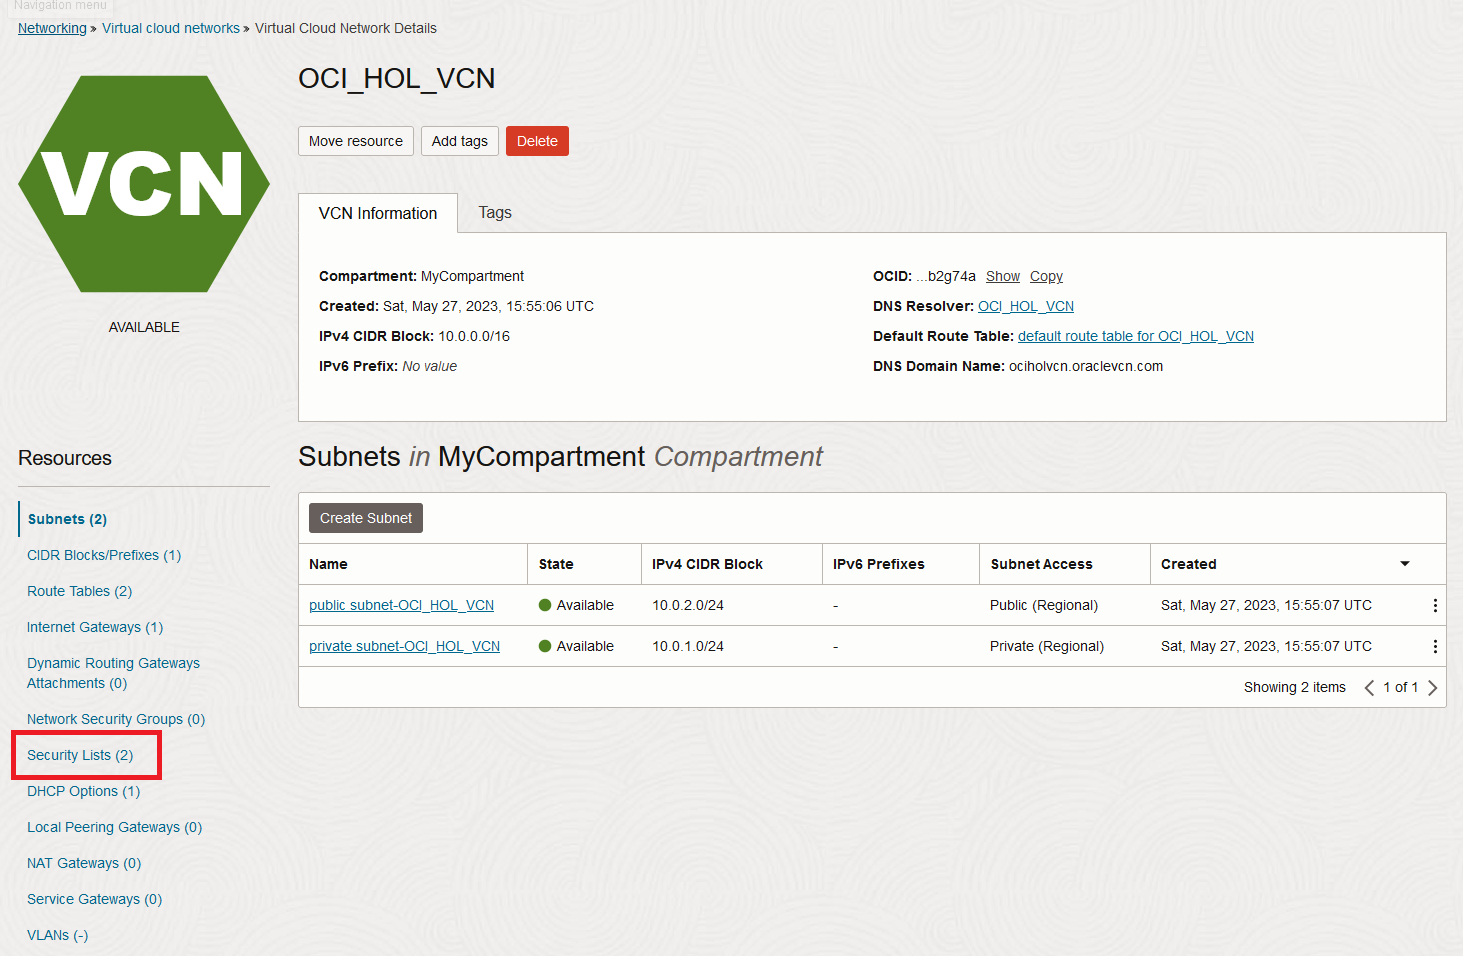 Navigation menu
Networking » Virtual cloud networks » Virtual Cloud Network Details
VCN
AVAILABLE
OCI_HOL_VCN
Move resource Add tags Delete
VCN Information Tags
Compartment: MyCompartment
Created: Sat, May 27, 2023, 15:55:06 UTC
IPv4 CIDR Block: 10.0.0.0/16
IPv6 Prefix: No value
OCID: ...b2g74a Show Copy
DNS Resolver: OCI_HOL_VCN
Default Route Table: default route table for OCI_HOL_VCN
DNS Domain Name: ociholvcn.oraclevcn.com
Resources
Subnets (2)
CIDR Blocks/Prefixes (1)
Route Tables (2)
Internet Gateways (1)
Dynamic Routing Gateways
Attachments (0)
Network Security Groups (0)
Security Lists (2)
DHCP Options (1)
Local Peering Gateways (0)
NAT Gateways (0)
Service Gateways (0)
VLANs (-)
Subnets in MyCompartment Compartment
Create Subnet
Name State IPv4 CIDR Block IPv6 Prefixes Subnet Access Created
public subnet-OCI_HOL_VCN Available 10.0.2.0/24 - Public (Regional) Sat, May 27, 2023, 15:55:07 UTC
private subnet-OCI_HOL_VCN Available 10.0.1.0/24 - Private (Regional) Sat, May 27, 2023, 15:55:07 UTC
Showing 2 items 1 of 1